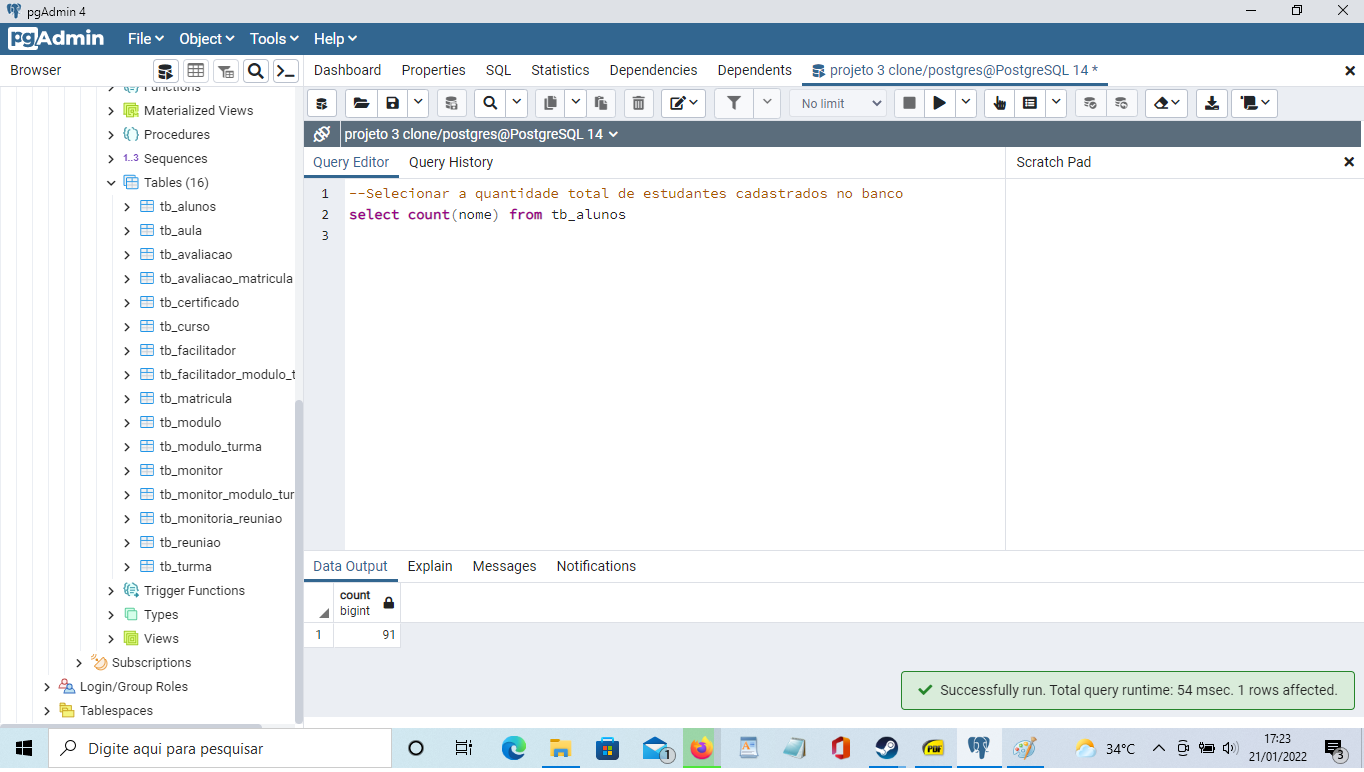 pgAdmin 4
pgAdmin File Object Tools Help
Browser
Dashboard Properties SQL Statistics Dependencies Dependents projeto 3 clone/postgres@PostgreSQL 14 *
No limit
projeto 3 clone/postgres@PostgreSQL 14
Query Editor Query History
Scratch Pad
1 --Selecionar a quantidade total de estudantes cadastrados no banco
2 select count(nome) from tb_alunos
3
Functions
Materialized Views
Procedures
1..3 Sequences
Tables (16)
tb_alunos
tb_aula
tb_avaliacao
tb_avaliacao_matricula
tb_certificado
tb_curso
tb_facilitador
tb_facilitador_modulo_t
tb_matricula
tb_modulo
tb_modulo_turma
tb_monitor
tb_monitor_modulo_tur
tb_monitoria_reuniao
tb_reuniao
tb_turma
Trigger Functions
Types
Views
Subscriptions
Login/Group Roles
Tablespaces
Data Output Explain Messages Notifications
count
bigint
1 91
Successfully run. Total query runtime: 54 msec. 1 rows affected.
Digite aqui para pesquisar
1
PDF
34°C
17:23
21/01/2022
3